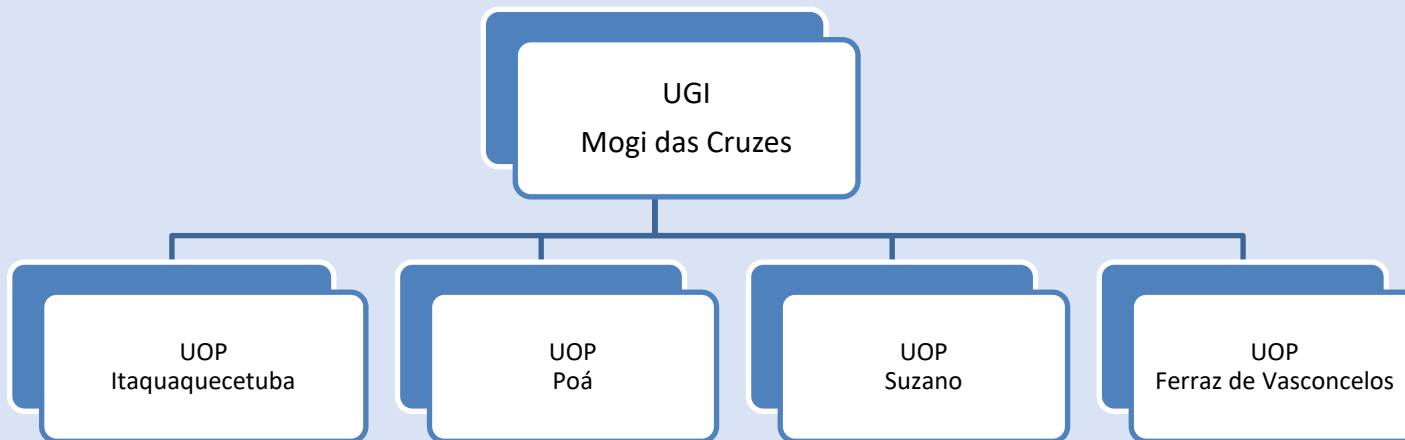 UGI
Mogi das Cruzes
UOP
Itaquaquecetuba
UOP
Poá
UOP
Suzano
UOP
Ferraz de Vasconcelos